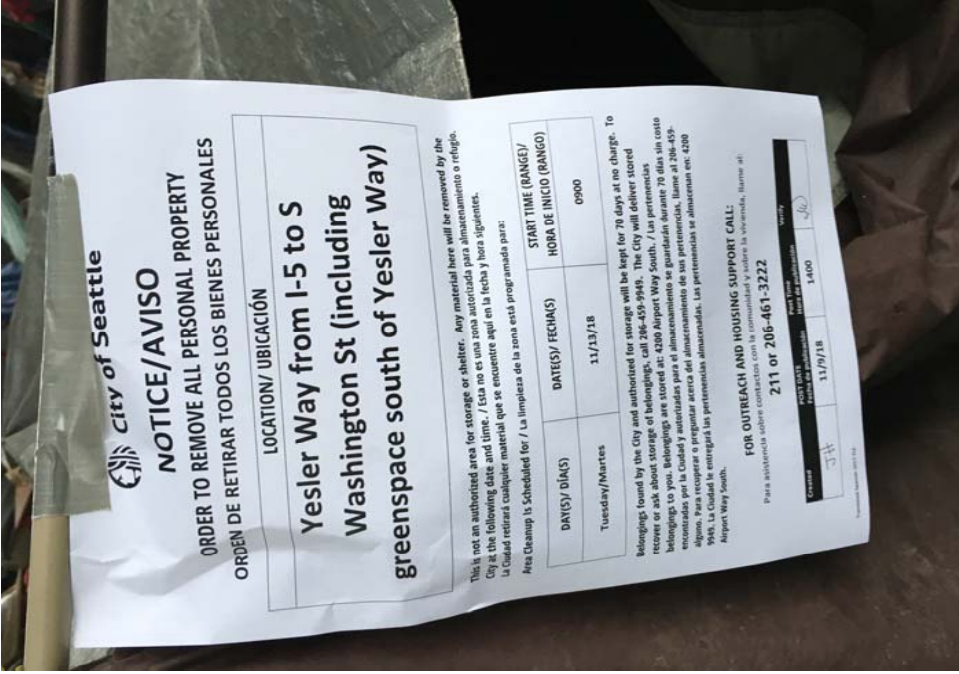 City of Seattle
NOTICE/AVISO
ORDER TO REMOVE ALL PERSONAL PROPERTY
ORDEN DE RETIRAR TODOS LOS BIENES PERSONALES
LOCATION/ UBICACIÓN
Yesler Way from I-5 to S
Washington St (including
greenspace south of Yesler Way)
This is not an authorized area for storage or shelter. Any material here will be removed by the
City at the following date and time. / Esta no es una zona autorizada para almacenamiento o refugio.
La Ciudad retirará cualquier material que se encuentre aquí en la fecha y hora siguientes.
Area Cleanup Is Scheduled for / La limpieza de la zona está programada para:
DAY(S)/ DÍA(S) DATE(S)/ FECHA(S) START TIME (RANGE)/
HORA DE INICIO (RANGO)
Tuesday/Martes 11/13/18 0900
Belongings found by the City and authorized for storage will be kept for 70 days at no charge. To
recover or ask about storage of belongings, call 206-459-9949. The City will deliver stored
belongings to you. Belongings are stored at: 4200 Airport Way South. / Las pertenencias
encontradas por la Ciudad y autorizadas para el almacenamiento se guardarán durante 70 días sin costo
alguno. Para recuperar o preguntar acerca del almacenamiento de sus pertenencias, llame al 206-459-
9949. La Ciudad le entregará las pertenencias almacenadas. Las pertenencias se almacenan en: 4200
Airport Way South.
FOR OUTREACH AND HOUSING SUPPORT CALL:
Para asistencia sobre contactos con la comunidad y sobre la vivienda, llame al:
211 or 206-461-3222
Created POST DATE Post Time Verify
Fecha de publicación Hora de publicación
JH 11/9/18 1400